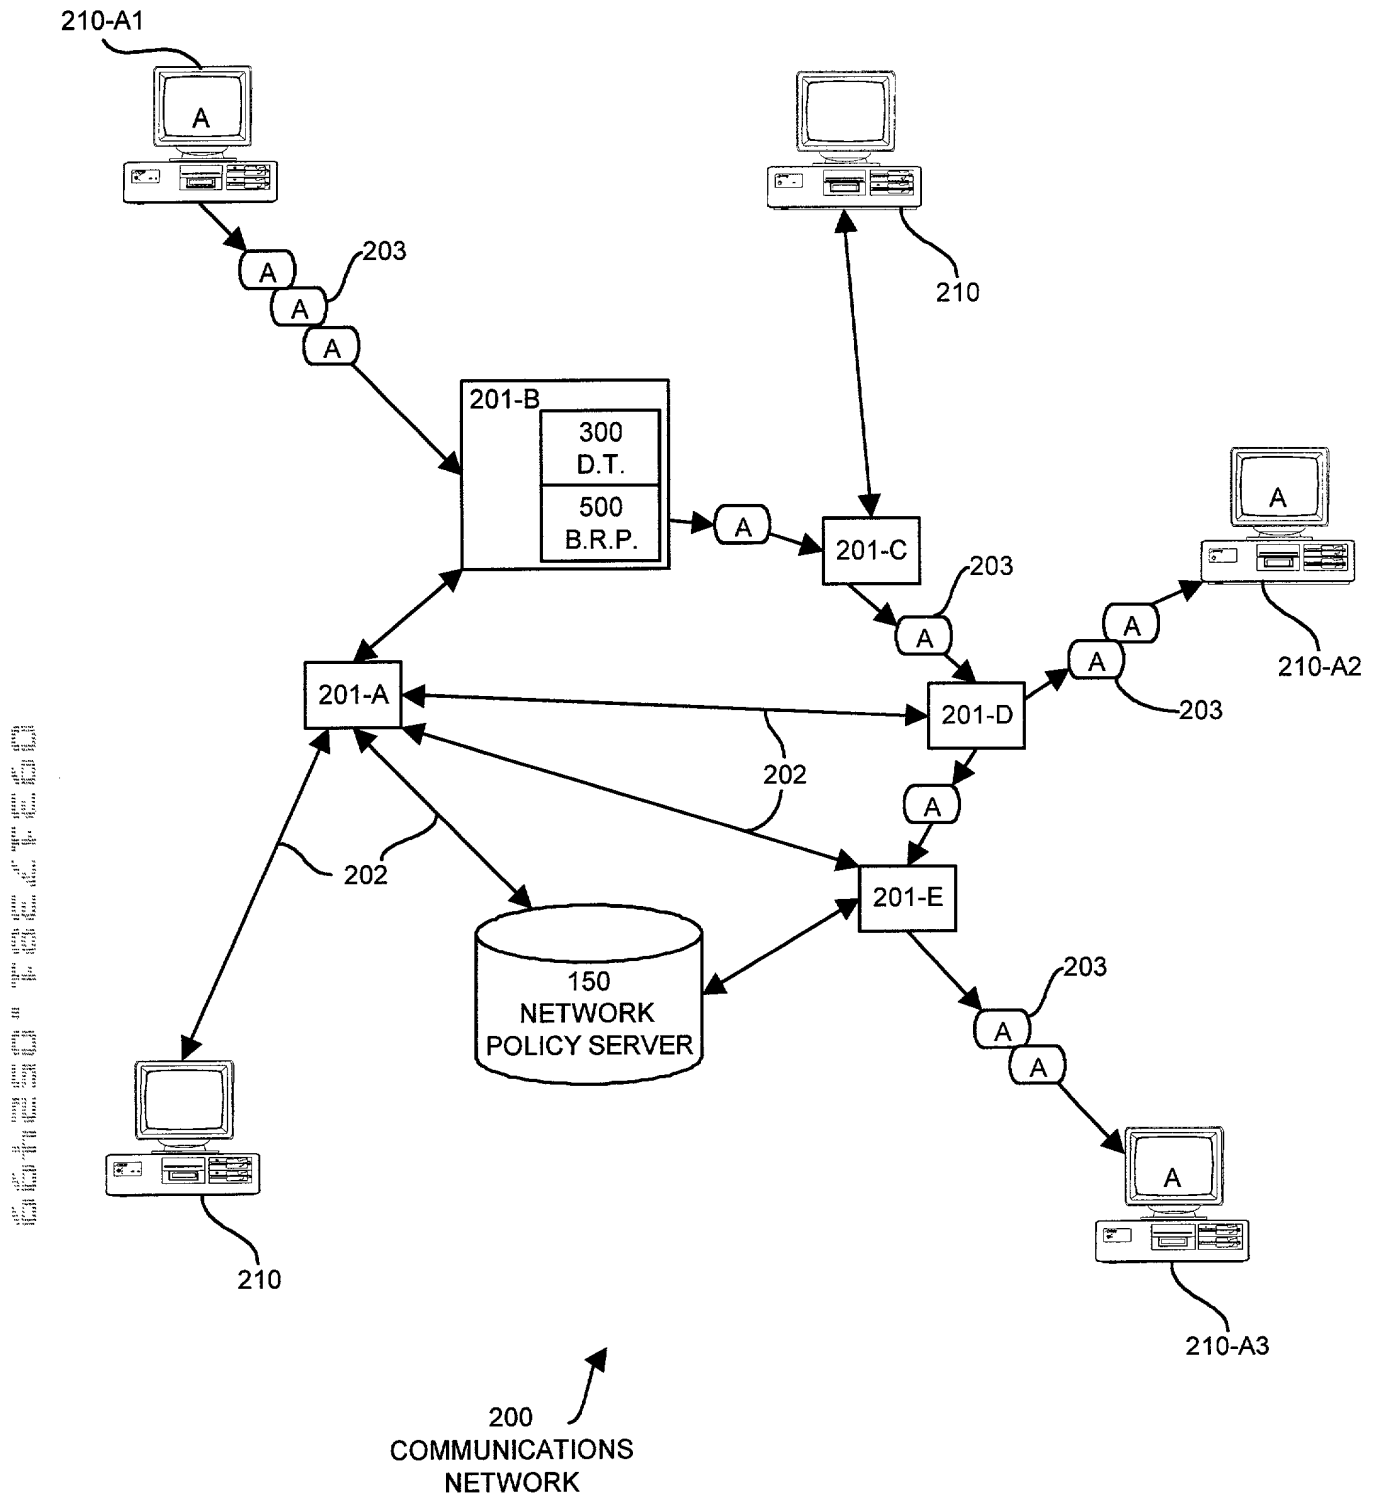 210-A1
A
A
203
A
A
210
201-B
300
D.T.
500
B.R.P.
A
201-C
203
A
A
A
A
210-A2
203
201-A
201-D
202
A
202
201-E
150
NETWORK
POLICY SERVER
203
A
A
A
210
210-A3
200
COMMUNICATIONS
NETWORK